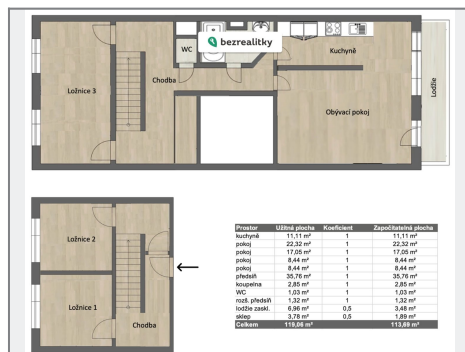 bezrealitky
WC
Kuchyně
Chodba
Ložnice 3
Obývací pokoj
Lodžie
Ložnice 2
Ložnice 1
Chodba
Prostor Užitná plocha Koeficient Započitatelná plocha
kuchyně 11,11 m² 1 11,11 m²
pokoj 22,32 m² 1 22,32 m²
pokoj 17,05 m² 1 17,05 m²
pokoj 8,44 m² 1 8,44 m²
pokoj 8,44 m² 1 8,44 m²
předsíň 35,76 m² 1 35,76 m²
koupelna 2,85 m² 1 2,85 m²
WC 1,03 m² 1 1,03 m²
rozš. předsíň 1,32 m² 1 1,32 m²
lodžie zaskl. 6,96 m² 0,5 3,48 m²
sklep 3,78 m² 0,5 1,89 m²
Celkem 119,06 m² 113,69 m²